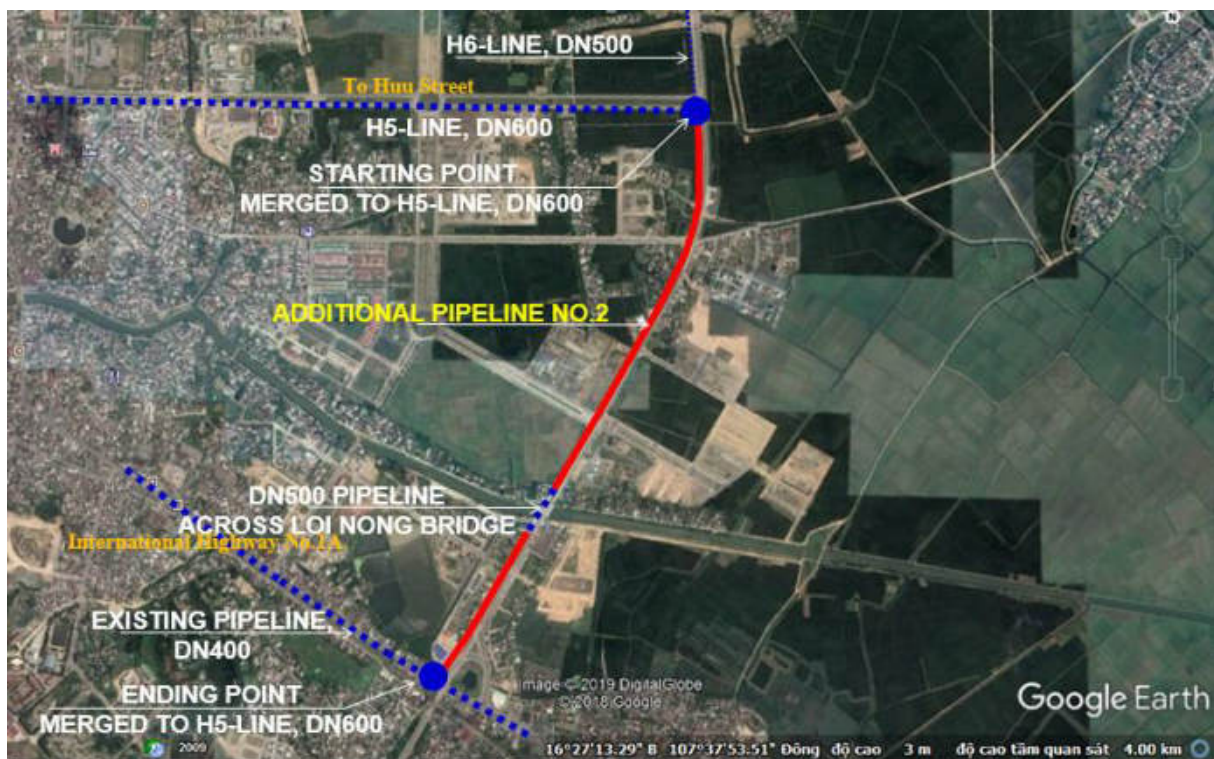 H6-LINE, DN500
To Huu Street
H5-LINE, DN600
STARTING POINT
MERGED TO H5-LINE, DN600
ADDITIONAL PIPELINE NO.2
DN500 PIPELINE
ACROSS LOI NONG BRIDGE
International Highway No.1A
EXISTING PIPELINE,
DN400
ENDING POINT
MERGED TO H5-LINE, DN600
Image © 2019 DigitalGlobe
© 2018 Google
Google Earth
2009
16°27'13.29" B 107°37'53.51" Đông độ cao 3 m độ cao tầm quan sát 4.00 km